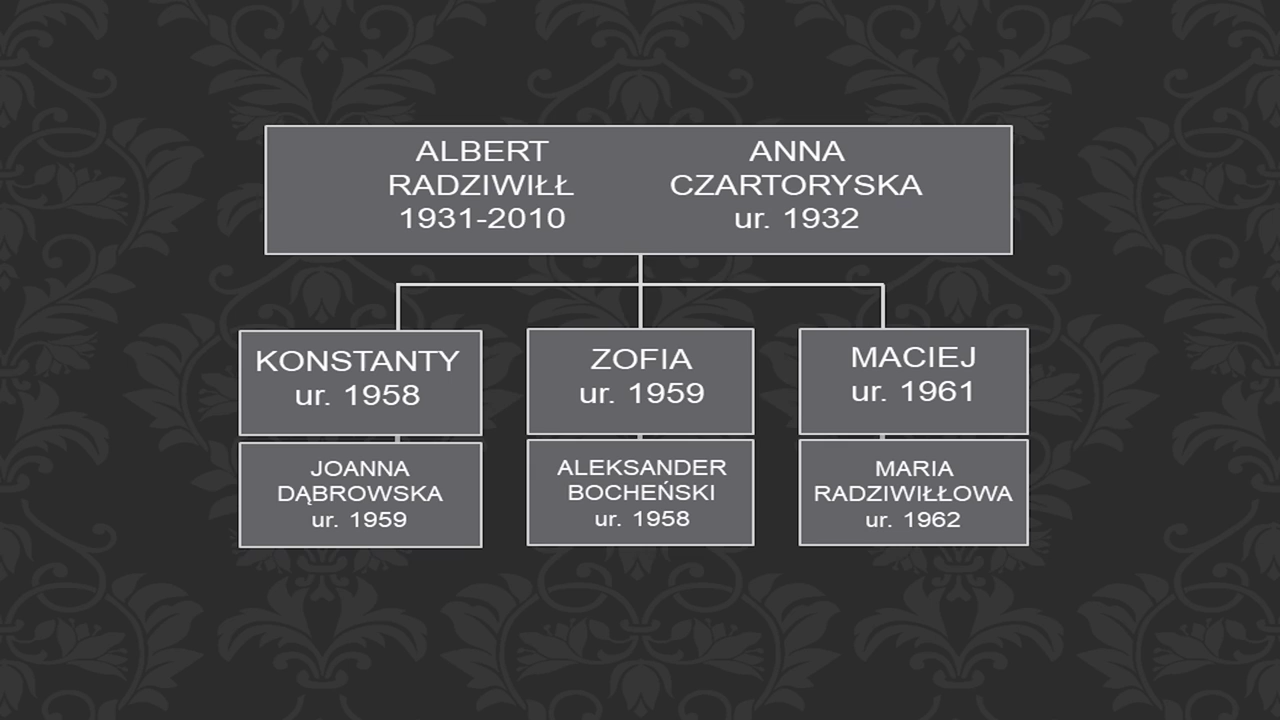 ALBERT
RADZIWIŁŁ
1931-2010
ANNA
CZARTORYSKA
ur. 1932
KONSTANTY
ur. 1958
JOANNA
DĄBROWSKA
ur. 1959
ZOFIA
ur. 1959
ALEKSANDER
BOCHEŃSKI
ur. 1958
MACIEJ
ur. 1961
MARIA
RADZIWIŁŁOWA
ur. 1962